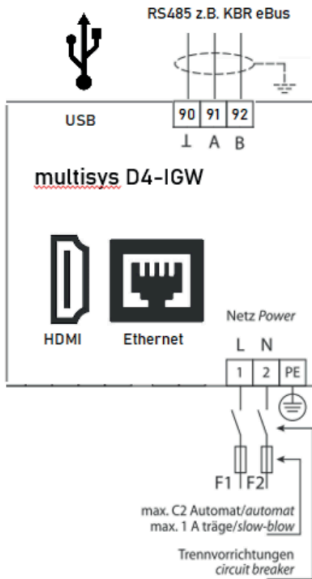 RS485 z.B. KBR eBus
USB
90 91 92
⊥ A B
multisys D4-IGW
HDMI Ethernet
Netz Power
L N
1 2 PE
F1 F2
max. C2 Automat/automat
max. 1 A träge/slow-blow
Trennvorrichtungen
circuit breaker